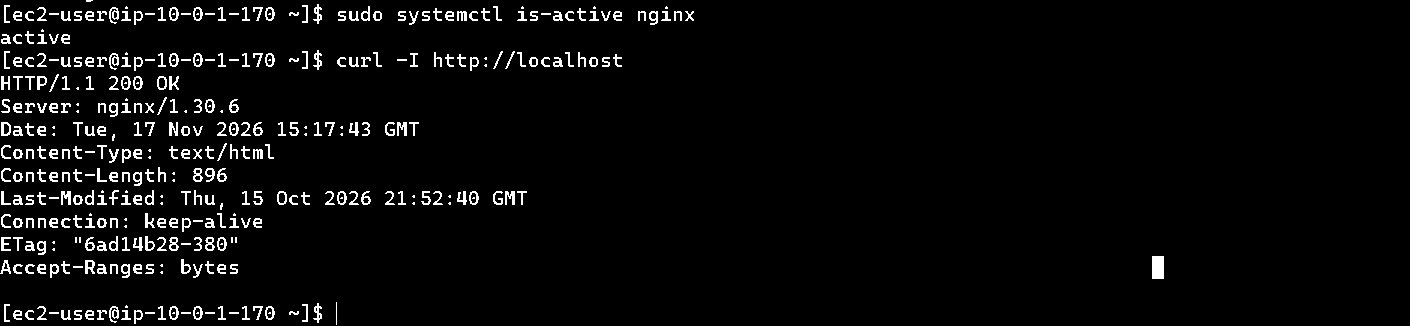 [ec2-user@ip-10-0-1-170 ~]$ sudo systemctl is-active nginx
active
[ec2-user@ip-10-0-1-170 ~]$ curl -I http://localhost
HTTP/1.1 200 OK
Server: nginx/1.30.6
Date: Tue, 17 Nov 2026 15:17:43 GMT
Content-Type: text/html
Content-Length: 896
Last-Modified: Thu, 15 Oct 2026 21:52:40 GMT
Connection: keep-alive
ETag: "6ad14b28-380"
Accept-Ranges: bytes
[ec2-user@ip-10-0-1-170 ~]$